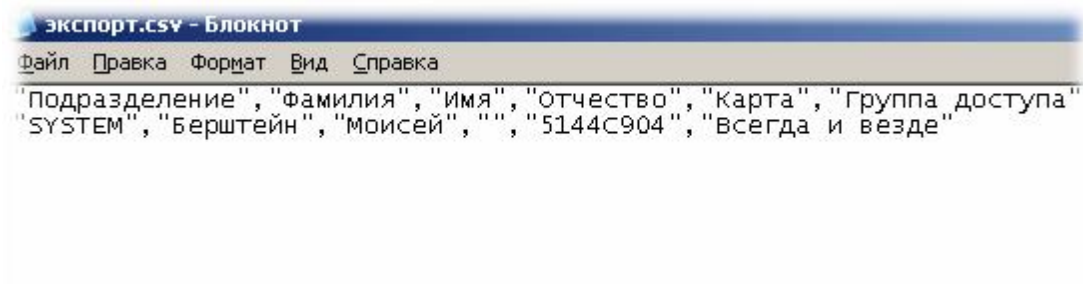 экспорт.csv - Блокнот
Файл Правка Формат Вид Справка
"Подразделение","Фамилия","Имя","Отчество","Карта","Группа доступа"
"SYSTEM","Берштейн","Моисей","","5144C904","Всегда и везде"